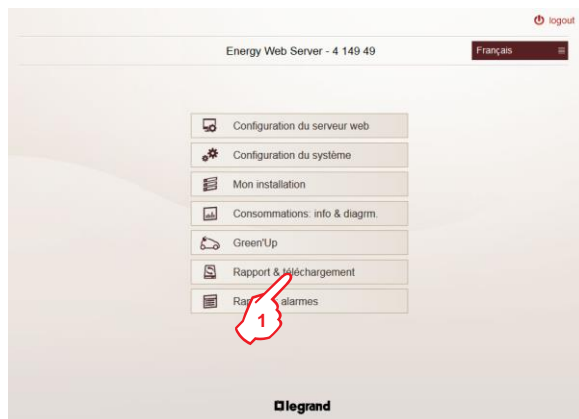 logout
Energy Web Server - 4 149 49
Français
Configuration du serveur web
Configuration du système
Mon installation
Consommations: info & diagrm.
Green'Up
Rapport & téléchargement
alarmes
1
legrand